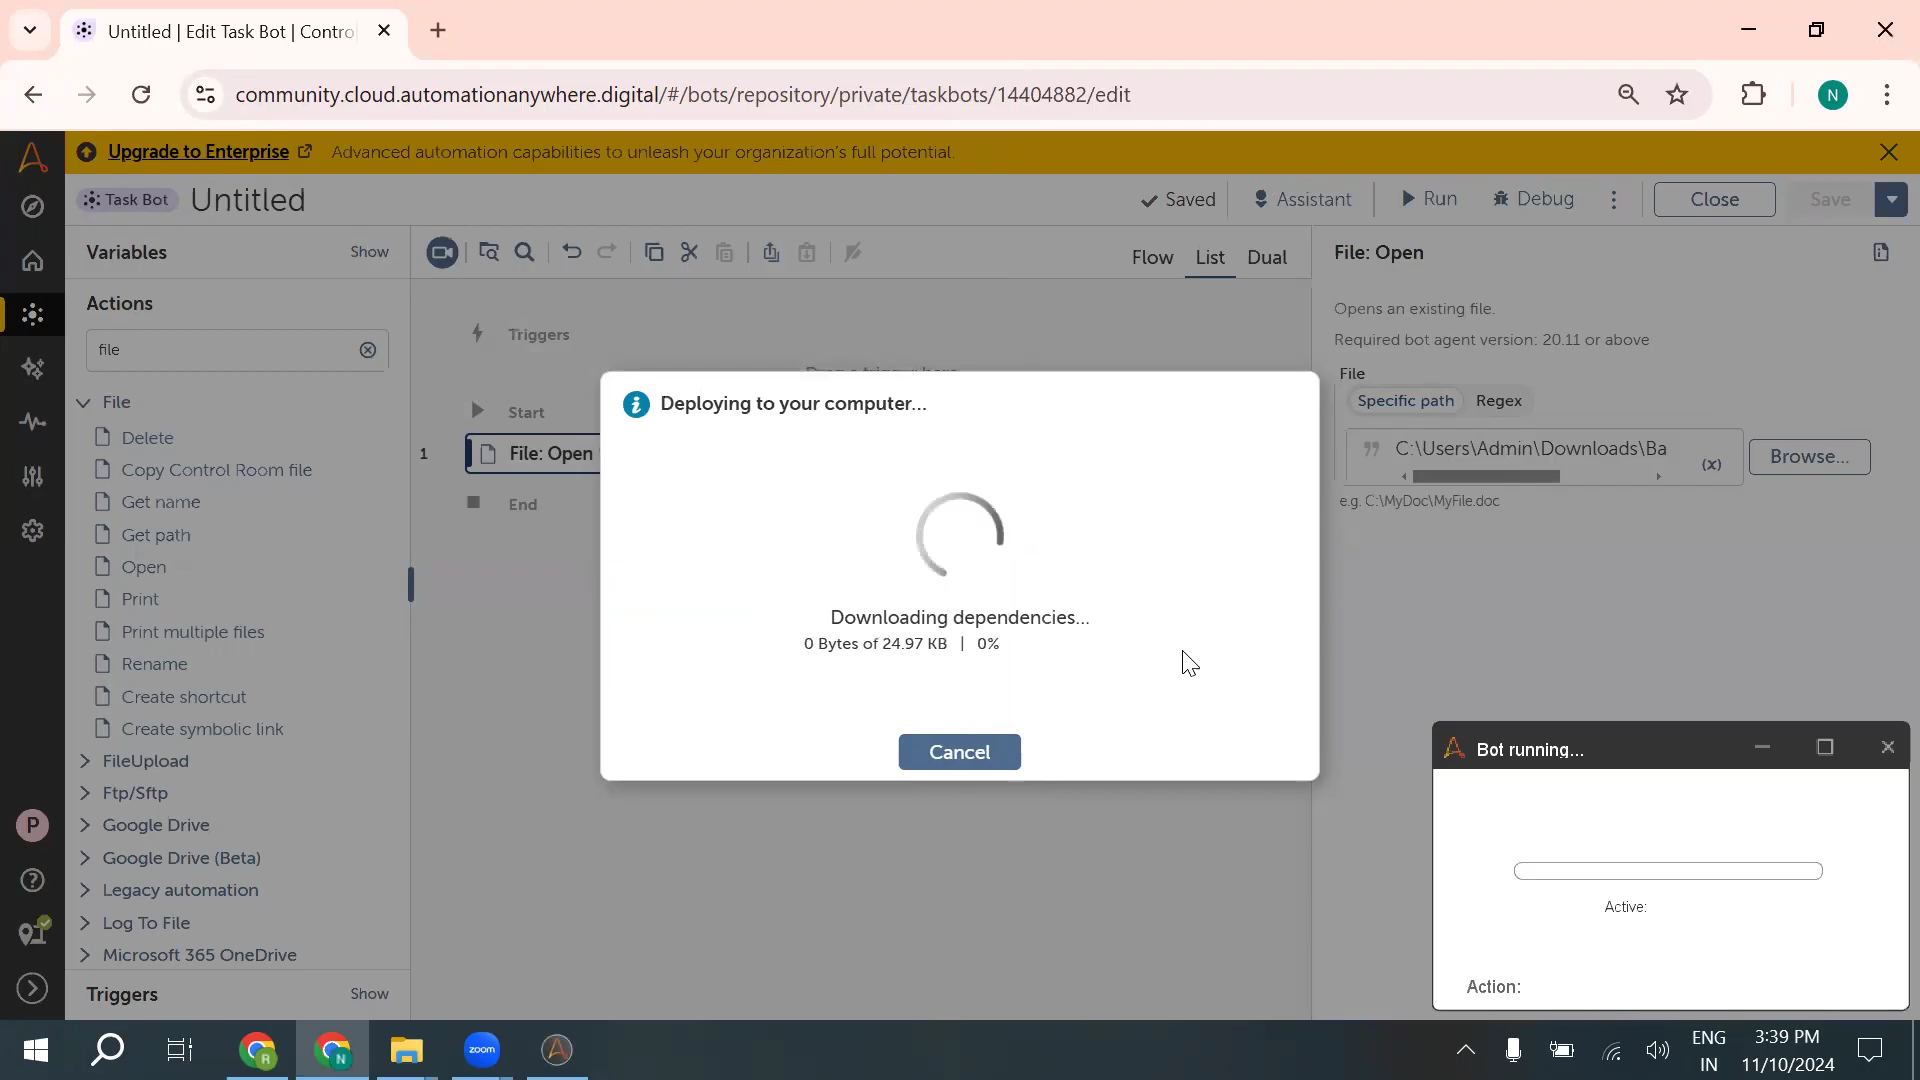 Untitled | Edit Task Bot | Contro
community.cloud.automationanywhere.digital/#/bots/repository/private/taskbots/14404882/edit
N
Upgrade to Enterprise
Advanced automation capabilities to unleash your organization's full potential.
Task Bot
Untitled
Saved
Assistant
Run
Debug
Close
Save
Variables
Show
Flow
List
Dual
File: Open
Actions
file
Triggers
Opens an existing file.
Required bot agent version: 20.11 or above
File
Specific path
Regex
C:\Users\Admin\Downloads\Ba
(x)
Browse...
e.g. C:\MyDoc\MyFile.doc
Start
1
File: Open
End
File
Delete
Copy Control Room file
Get name
Get path
Open
Print
Print multiple files
Rename
Create shortcut
Create symbolic link
FileUpload
Ftp/Sftp
Google Drive
Google Drive (Beta)
Legacy automation
Log To File
Microsoft 365 OneDrive
Triggers
Show
P
Deploying to your computer...
Downloading dependencies...
0 Bytes of 24.97 KB | 0%
Cancel
Bot running...
Active:
Action:
R
N
zoom
ENG
IN
3:39 PM
11/10/2024